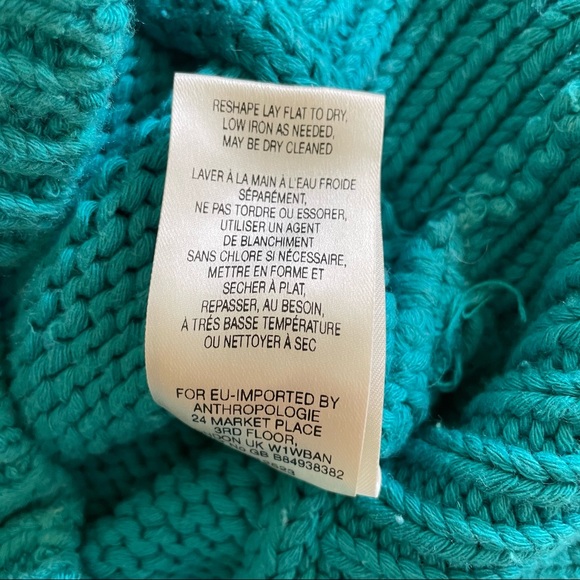 RESHAPE LAY FLAT TO DRY,
LOW IRON AS NEEDED,
MAY BE DRY CLEANED
LAVER À LA MAIN À L'EAU FROIDE
SÉPARÉMENT,
NE PAS TORDRE OU ESSORER,
UTILISER UN AGENT
DE BLANCHIMENT
SANS CHLORE SI NÉCESSAIRE,
METTRE EN FORME ET
SECHER À PLAT,
REPASSER, AU BESOIN,
À TRÉS BASSE TEMPÉRATURE
OU NETTOYER À SEC
FOR EU-IMPORTED BY
ANTHROPOLOGIE
24 MARKET PLACE
3RD FLOOR,
UK W1WBAN
GB B84938382